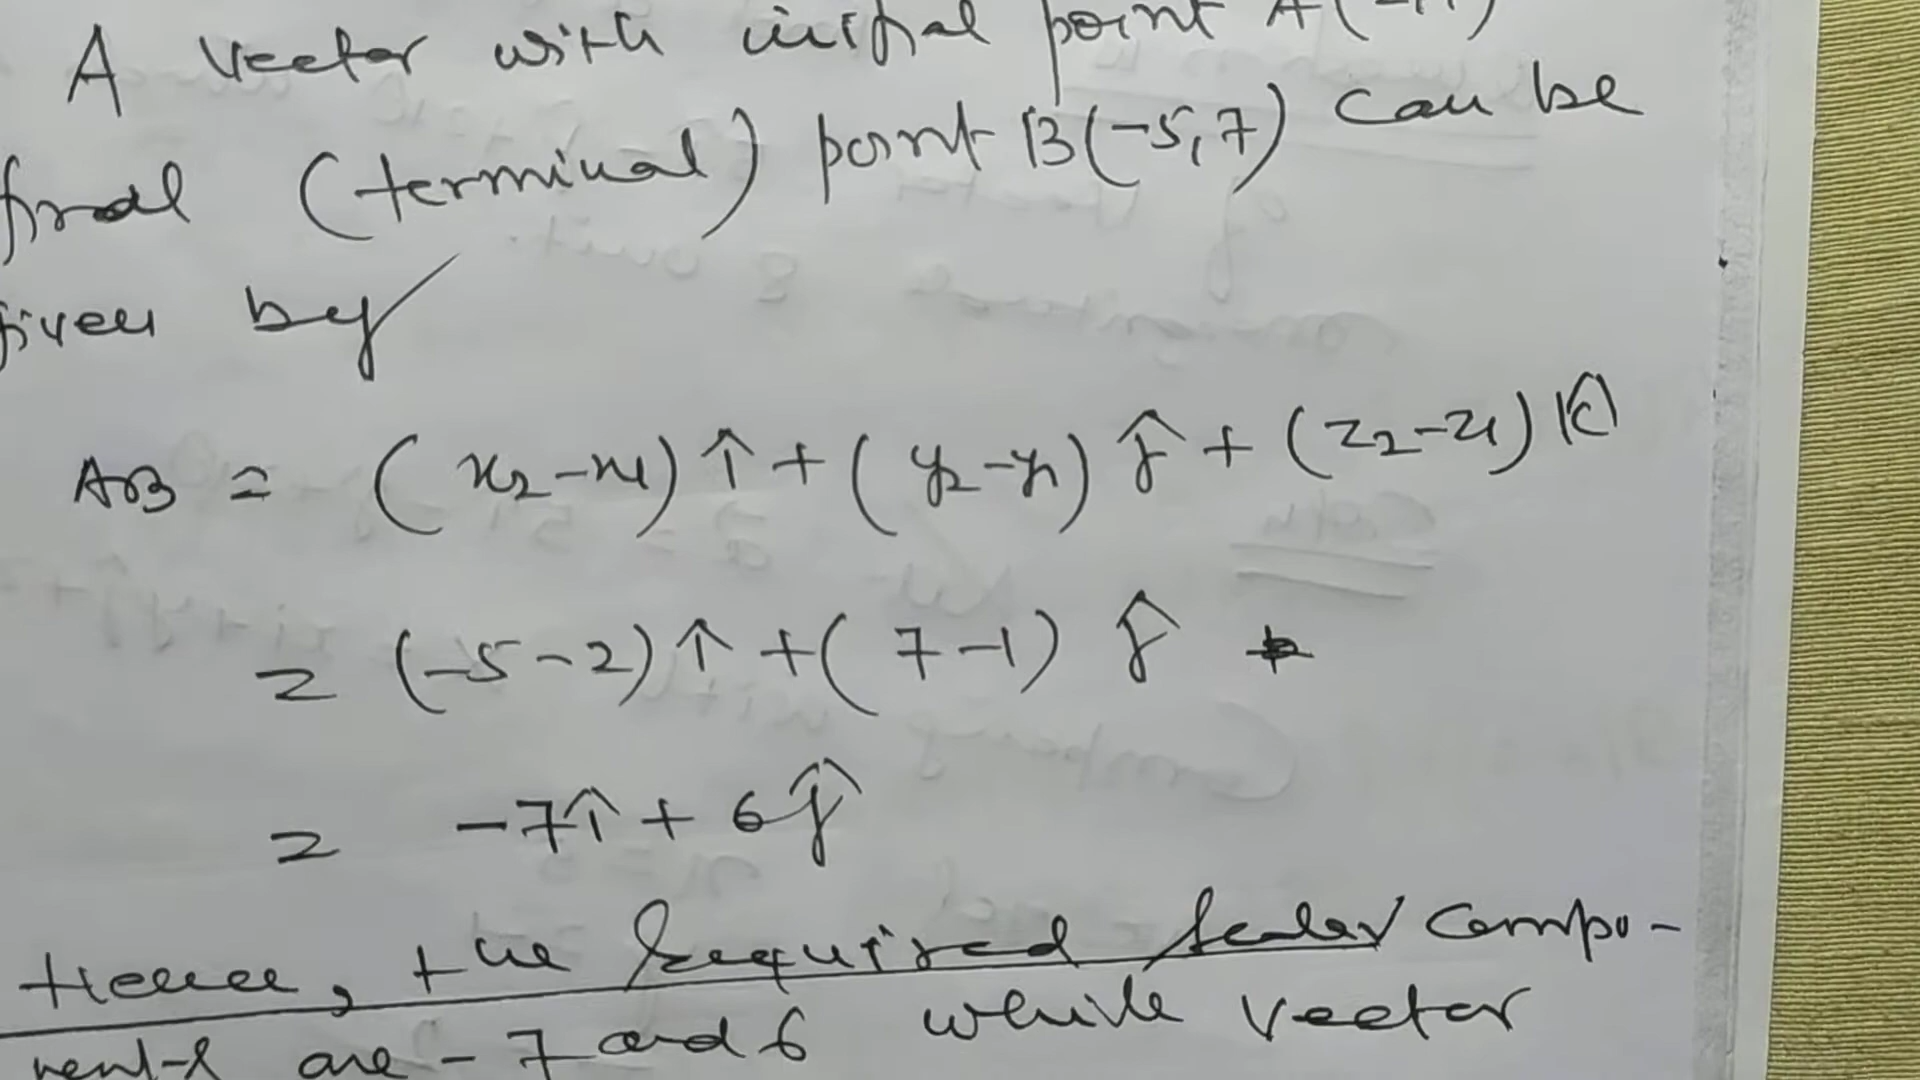 A vector with initial point A(
final (terminal) point B(-5,7) can be
given by
AB = (x₂-x₁) î + (y₂-y₁) ĵ + (z₂-z₁) k̂
= (-5-2) î + (7-1) ĵ
= -7î + 6ĵ
Hence, the required scalar compo-
nents are -7 and 6 while vector